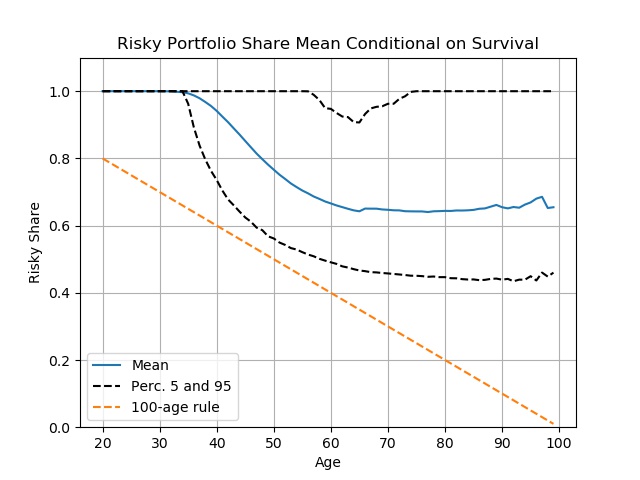 Risky Portfolio Share Mean Conditional on Survival
1.0
0.8
0.6
0.4
0.2
0.0
Risky Share
Mean
Perc. 5 and 95
100-age rule
20 30 40 50 60 70 80 90 100
Age